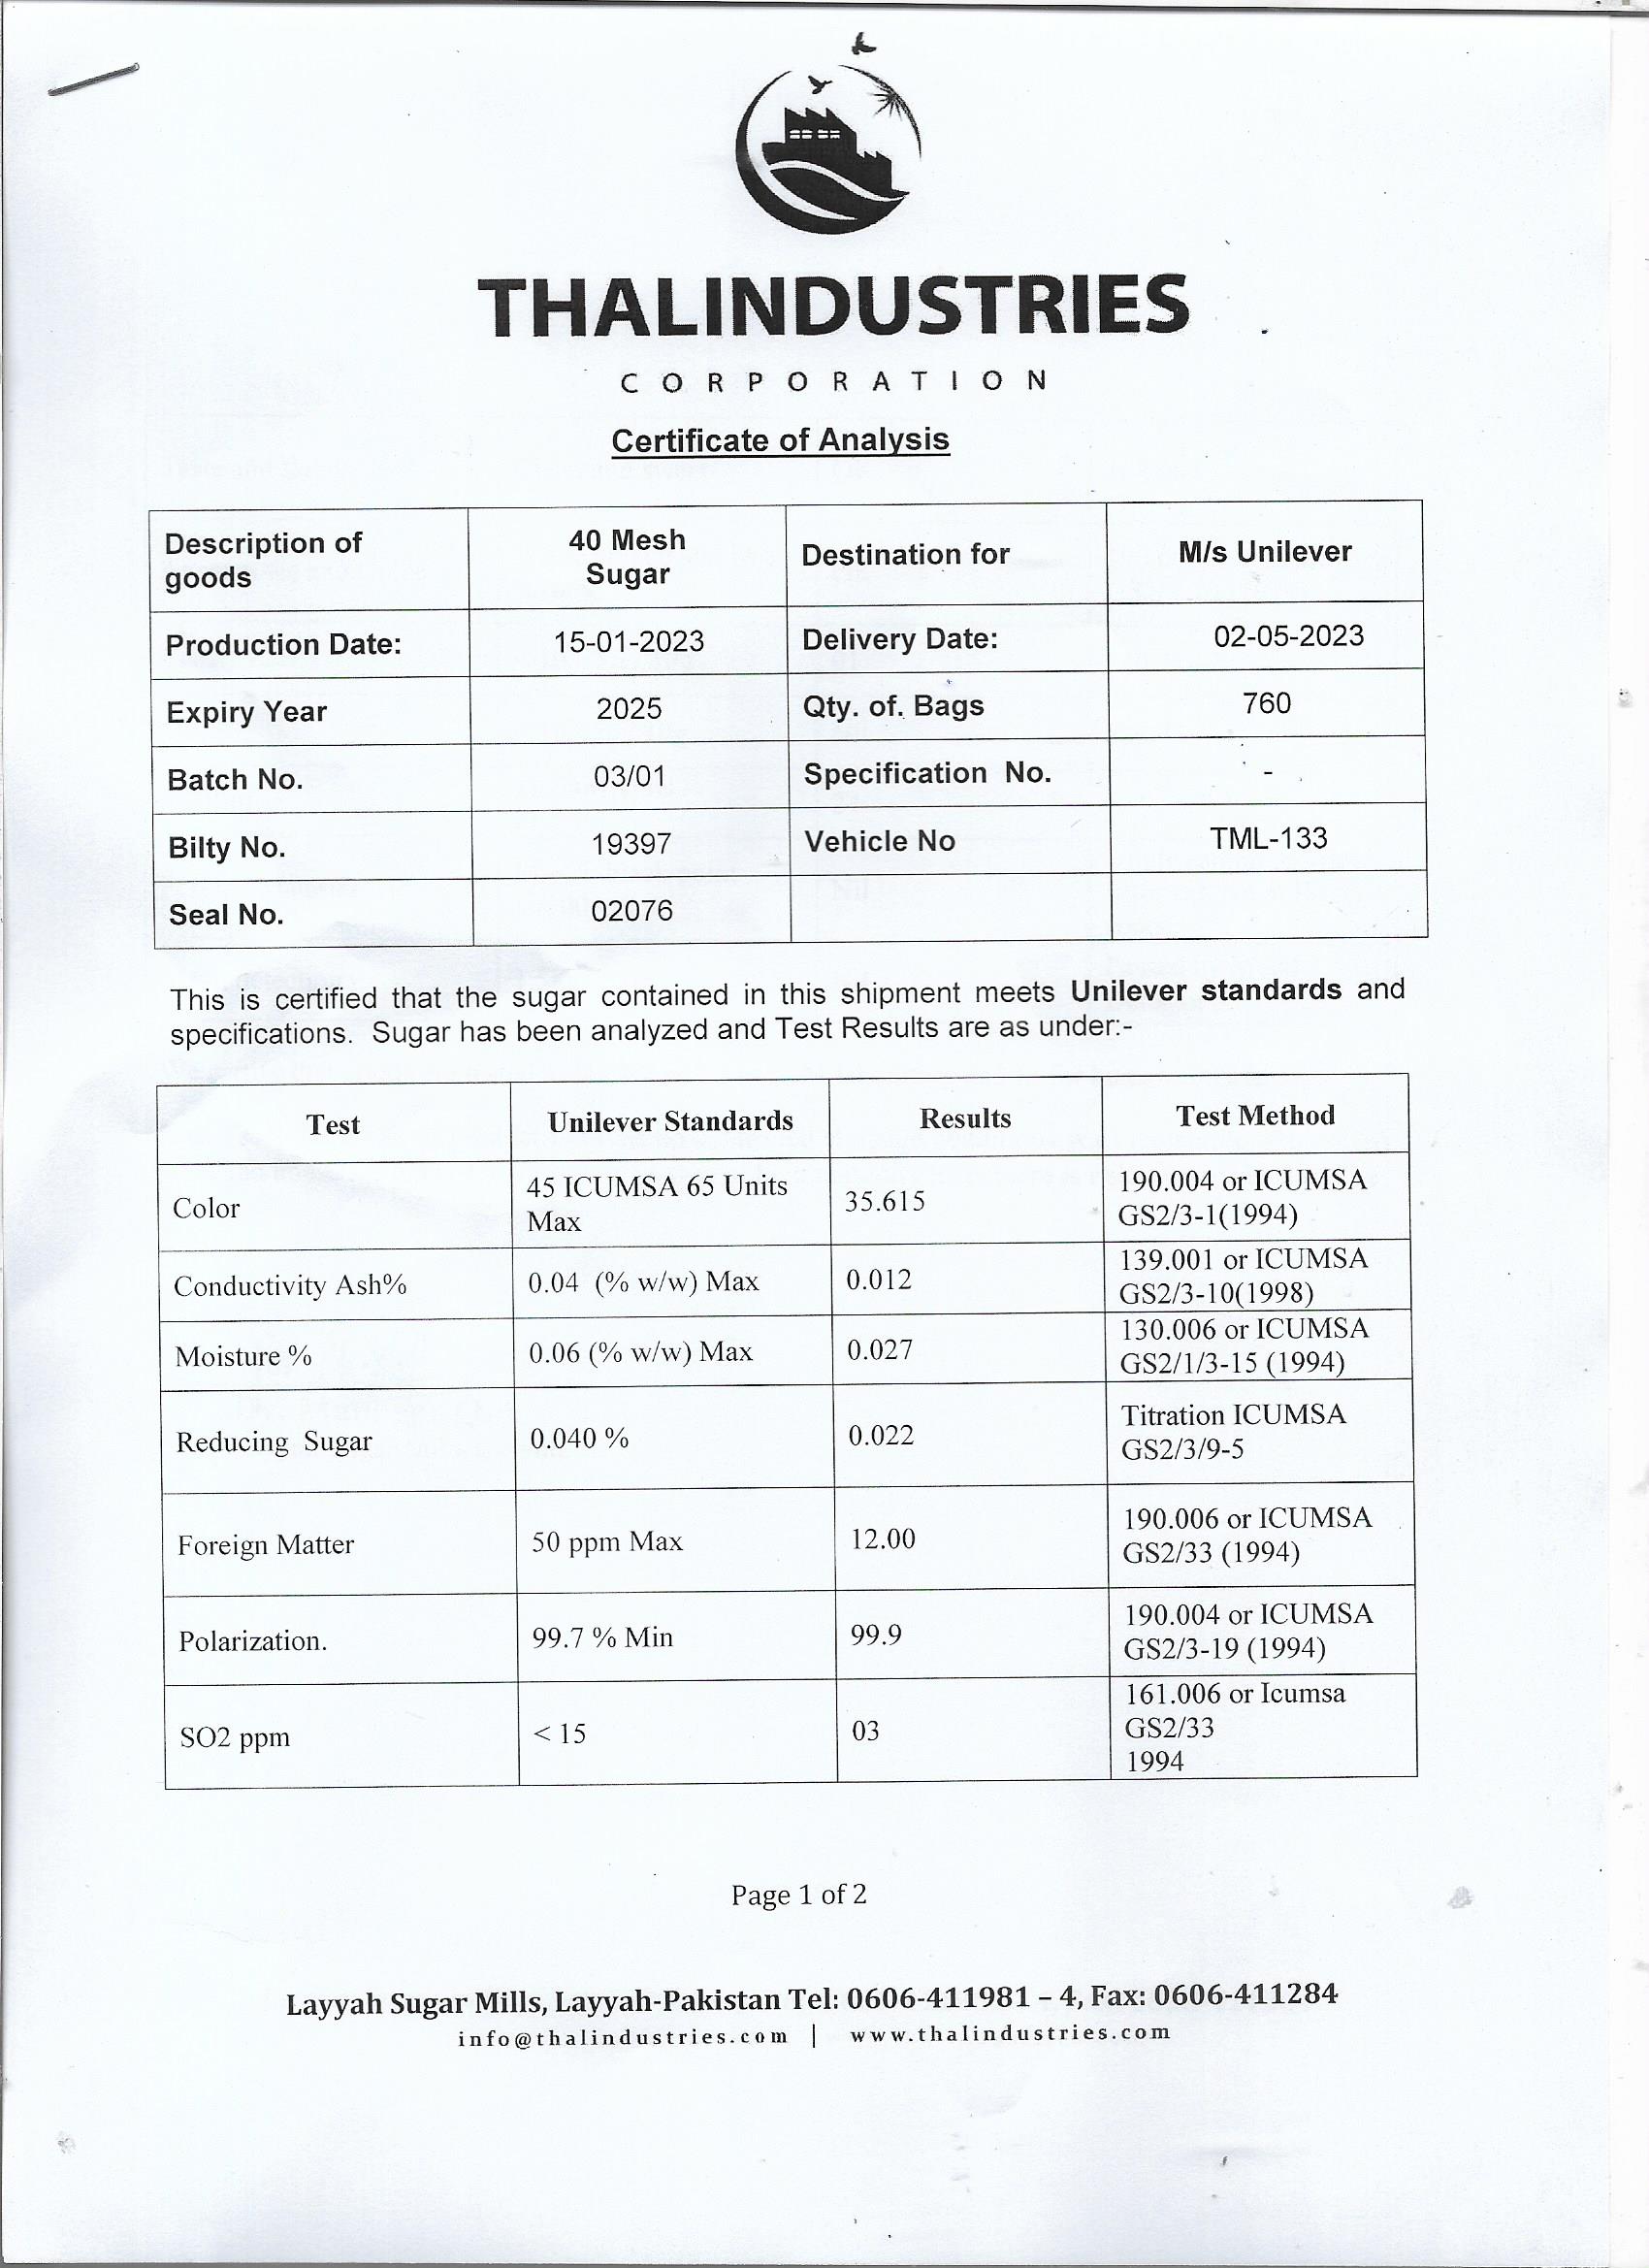 THALINDUSTRIES
CORPORATION
Certificate of Analysis
Description of goods 40 Mesh Sugar Destination for M/s Unilever
Production Date: 15-01-2023 Delivery Date: 02-05-2023
Expiry Year 2025 Qty. of. Bags 760
Batch No. 03/01 Specification No. -
Bilty No. 19397 Vehicle No TML-133
Seal No. 02076
This is certified that the sugar contained in this shipment meets Unilever standards and
specifications. Sugar has been analyzed and Test Results are as under:-
Test Unilever Standards Results Test Method
Color 45 ICUMSA 65 Units Max 35.615 190.004 or ICUMSA GS2/3-1(1994)
Conductivity Ash% 0.04 (% w/w) Max 0.012 139.001 or ICUMSA GS2/3-10(1998)
Moisture % 0.06 (% w/w) Max 0.027 130.006 or ICUMSA GS2/1/3-15 (1994)
Reducing Sugar 0.040 % 0.022 Titration ICUMSA GS2/3/9-5
Foreign Matter 50 ppm Max 12.00 190.006 or ICUMSA GS2/33 (1994)
Polarization. 99.7 % Min 99.9 190.004 or ICUMSA GS2/3-19 (1994)
SO2 ppm < 15 03 161.006 or Icumsa GS2/33 1994
Page 1 of 2
Layyah Sugar Mills, Layyah-Pakistan Tel: 0606-411981 – 4, Fax: 0606-411284
info@thalindustries.com | www.thalindustries.com